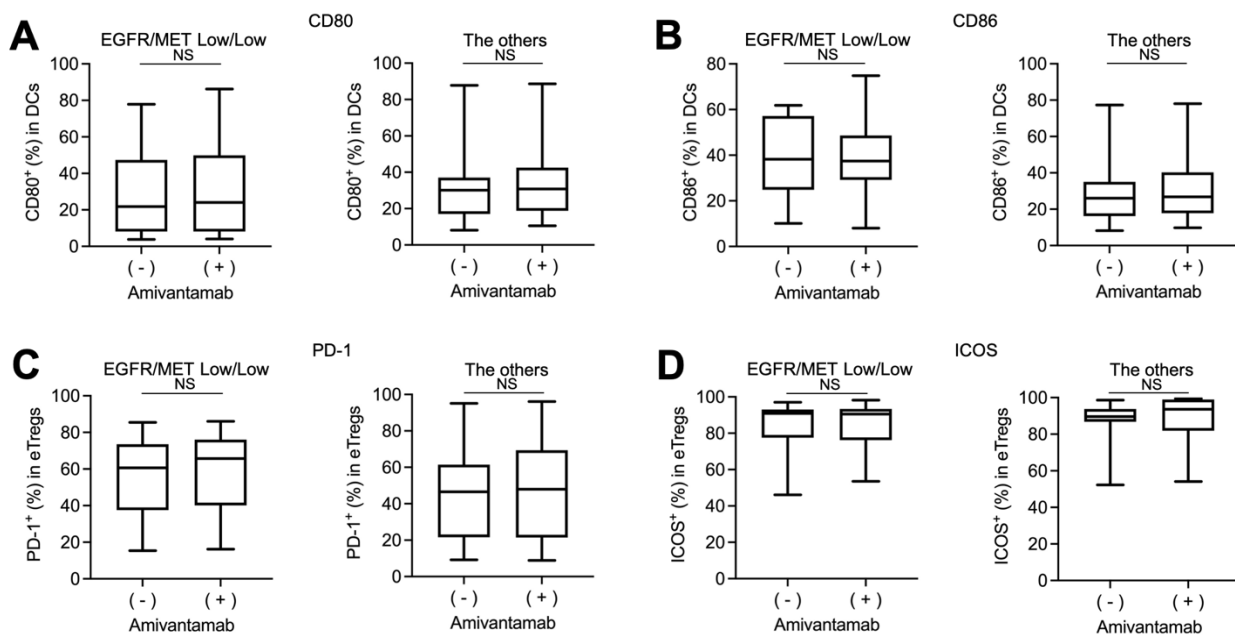 A
CD80
EGFR/MET Low/Low
NS
CD80+ (%) in DCs
100
80
60
40
20
0
( - )
( + )
Amivantamab
The others
NS
CD80+ (%) in DCs
100
80
60
40
20
0
( - )
( + )
Amivantamab
B
CD86
EGFR/MET Low/Low
NS
CD86+ (%) in DCs
80
60
40
20
0
( - )
( + )
Amivantamab
The others
NS
CD86+ (%) in DCs
100
80
60
40
20
0
( - )
( + )
Amivantamab
C
PD-1
EGFR/MET Low/Low
NS
PD-1+ (%) in eTregs
100
80
60
40
20
0
( - )
( + )
Amivantamab
The others
NS
PD-1+ (%) in eTregs
100
80
60
40
20
0
( - )
( + )
Amivantamab
D
ICOS
EGFR/MET Low/Low
NS
ICOS+ (%) in eTregs
100
80
60
40
20
0
( - )
( + )
Amivantamab
The others
NS
ICOS+ (%) in eTregs
100
80
60
40
20
0
( - )
( + )
Amivantamab